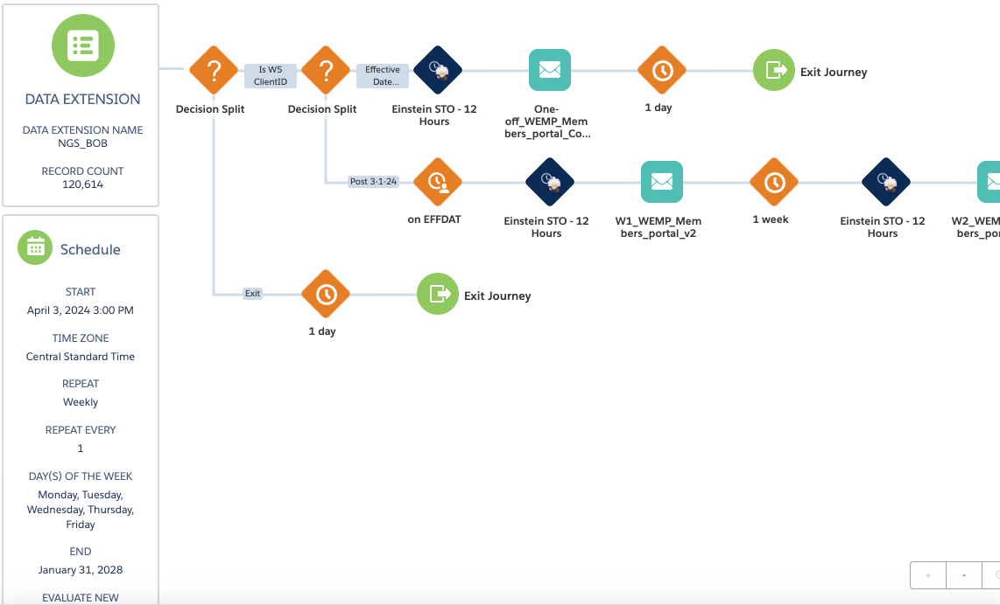 DATA EXTENSION
DATA EXTENSION NAME
NGS_BOB
RECORD COUNT
120,614
Schedule
START
April 3, 2024 3:00 PM
TIME ZONE
Central Standard Time
REPEAT
Weekly
REPEAT EVERY
1
DAY(S) OF THE WEEK
Monday, Tuesday,
Wednesday, Thursday,
Friday
END
January 31, 2028
EVALUATE NEW
Decision Split
Is W5
ClientID
Decision Split
Effective
Date...
Einstein STO - 12
Hours
One-
off_WEMP_Mem
bers_portal_Co...
1 day
Exit Journey
Post 3-1-24
on EFFDAT
Einstein STO - 12
Hours
W1_WEMP_Mem
bers_portal_v2
1 week
Einstein STO - 12
Hours
W2_WEM
bers_por
Exit
1 day
Exit Journey
+
-